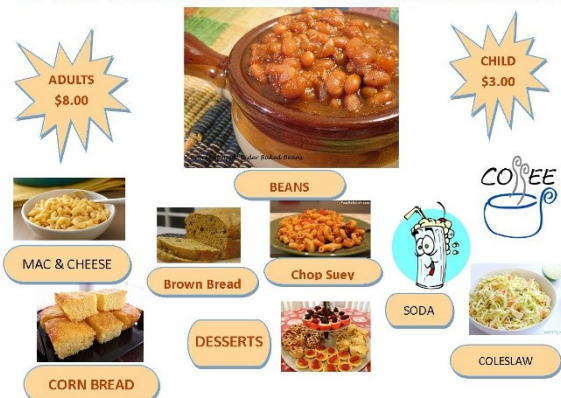 ADULTS
$8.00
CHILD
$3.00
BEANS
COFFEE
MAC & CHEESE
Brown Bread
Chop Suey
SODA
DESSERTS
COLESLAW
CORN BREAD